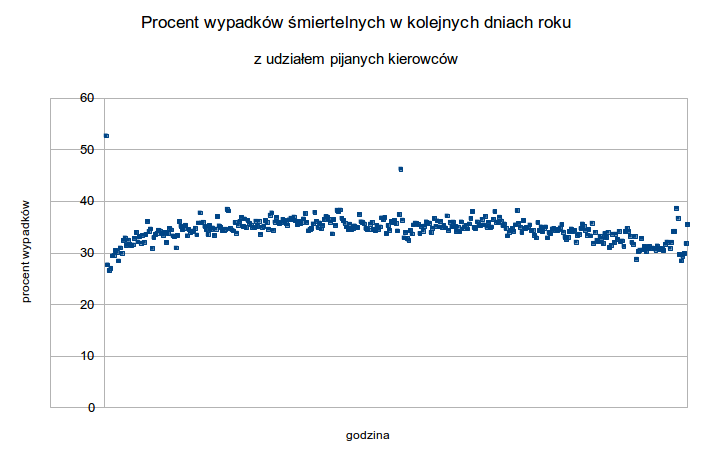 Procent wypadków śmiertelnych w kolejnych dniach roku
z udziałem pijanych kierowców
60
50
40
30
20
10
0
procent wypadków
godzina